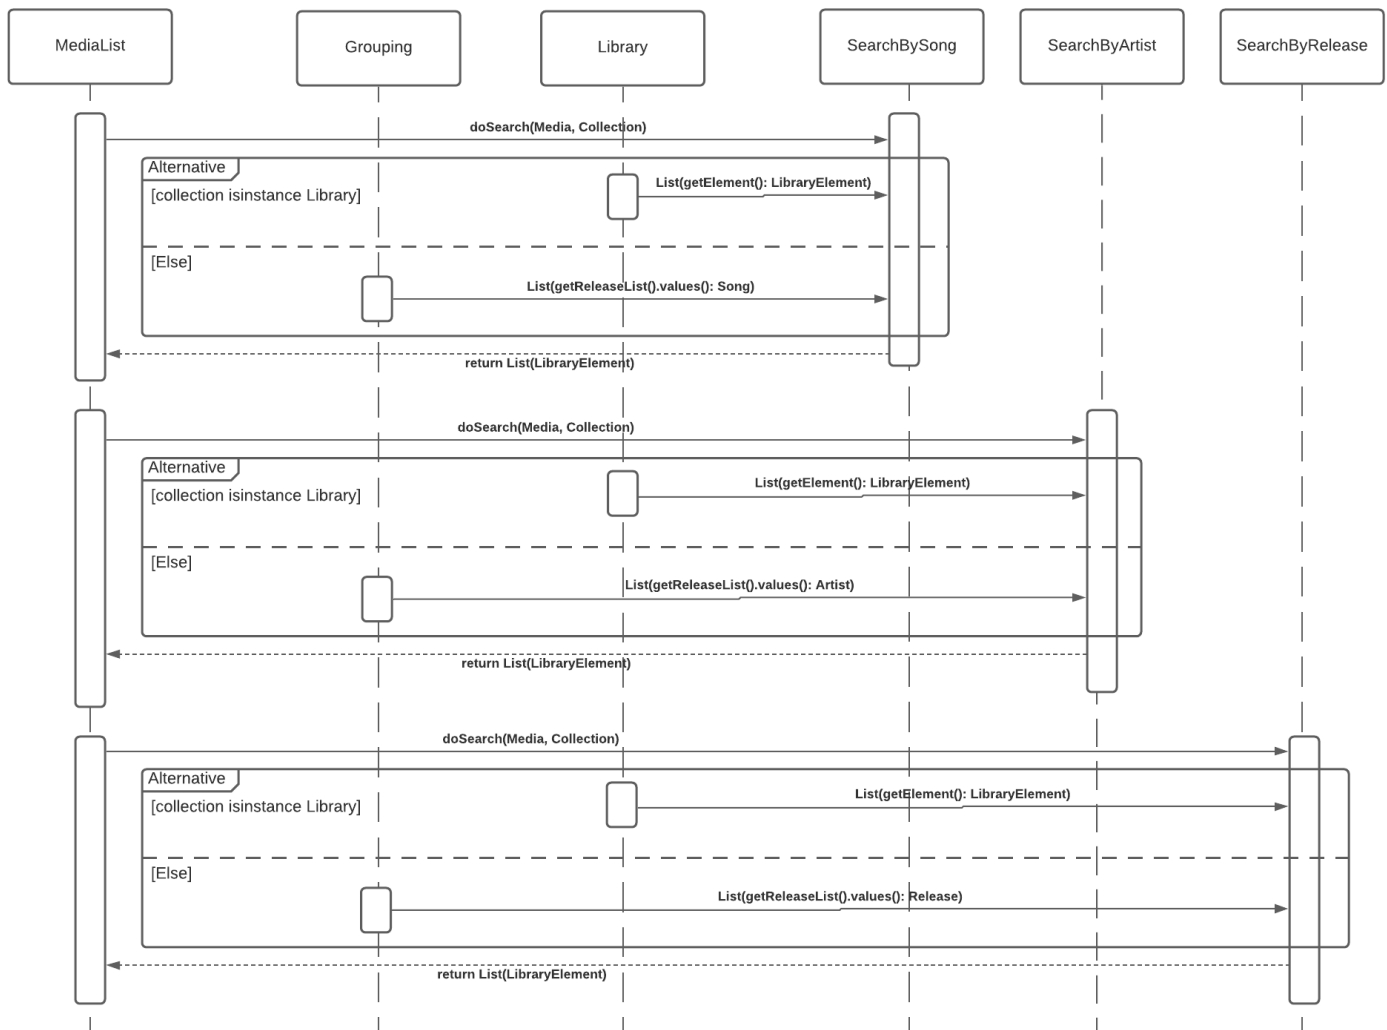 MediaList
Grouping
Library
SearchBySong
SearchByArtist
SearchByRelease
doSearch(Media, Collection)
Alternative
[collection isinstance Library]
List(getElement(): LibraryElement)
[Else]
List(getReleaseList().values(): Song)
return List(LibraryElement)
doSearch(Media, Collection)
Alternative
[collection isinstance Library]
List(getElement(): LibraryElement)
[Else]
List(getReleaseList().values(): Artist)
return List(LibraryElement)
doSearch(Media, Collection)
Alternative
[collection isinstance Library]
List(getElement(): LibraryElement)
[Else]
List(getReleaseList().values(): Release)
return List(LibraryElement)